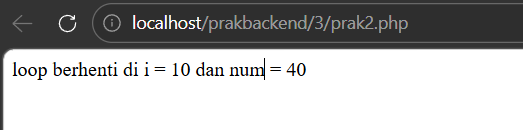 localhost/prakbackend/3/prak2.php
loop berhenti di i = 10 dan num = 40